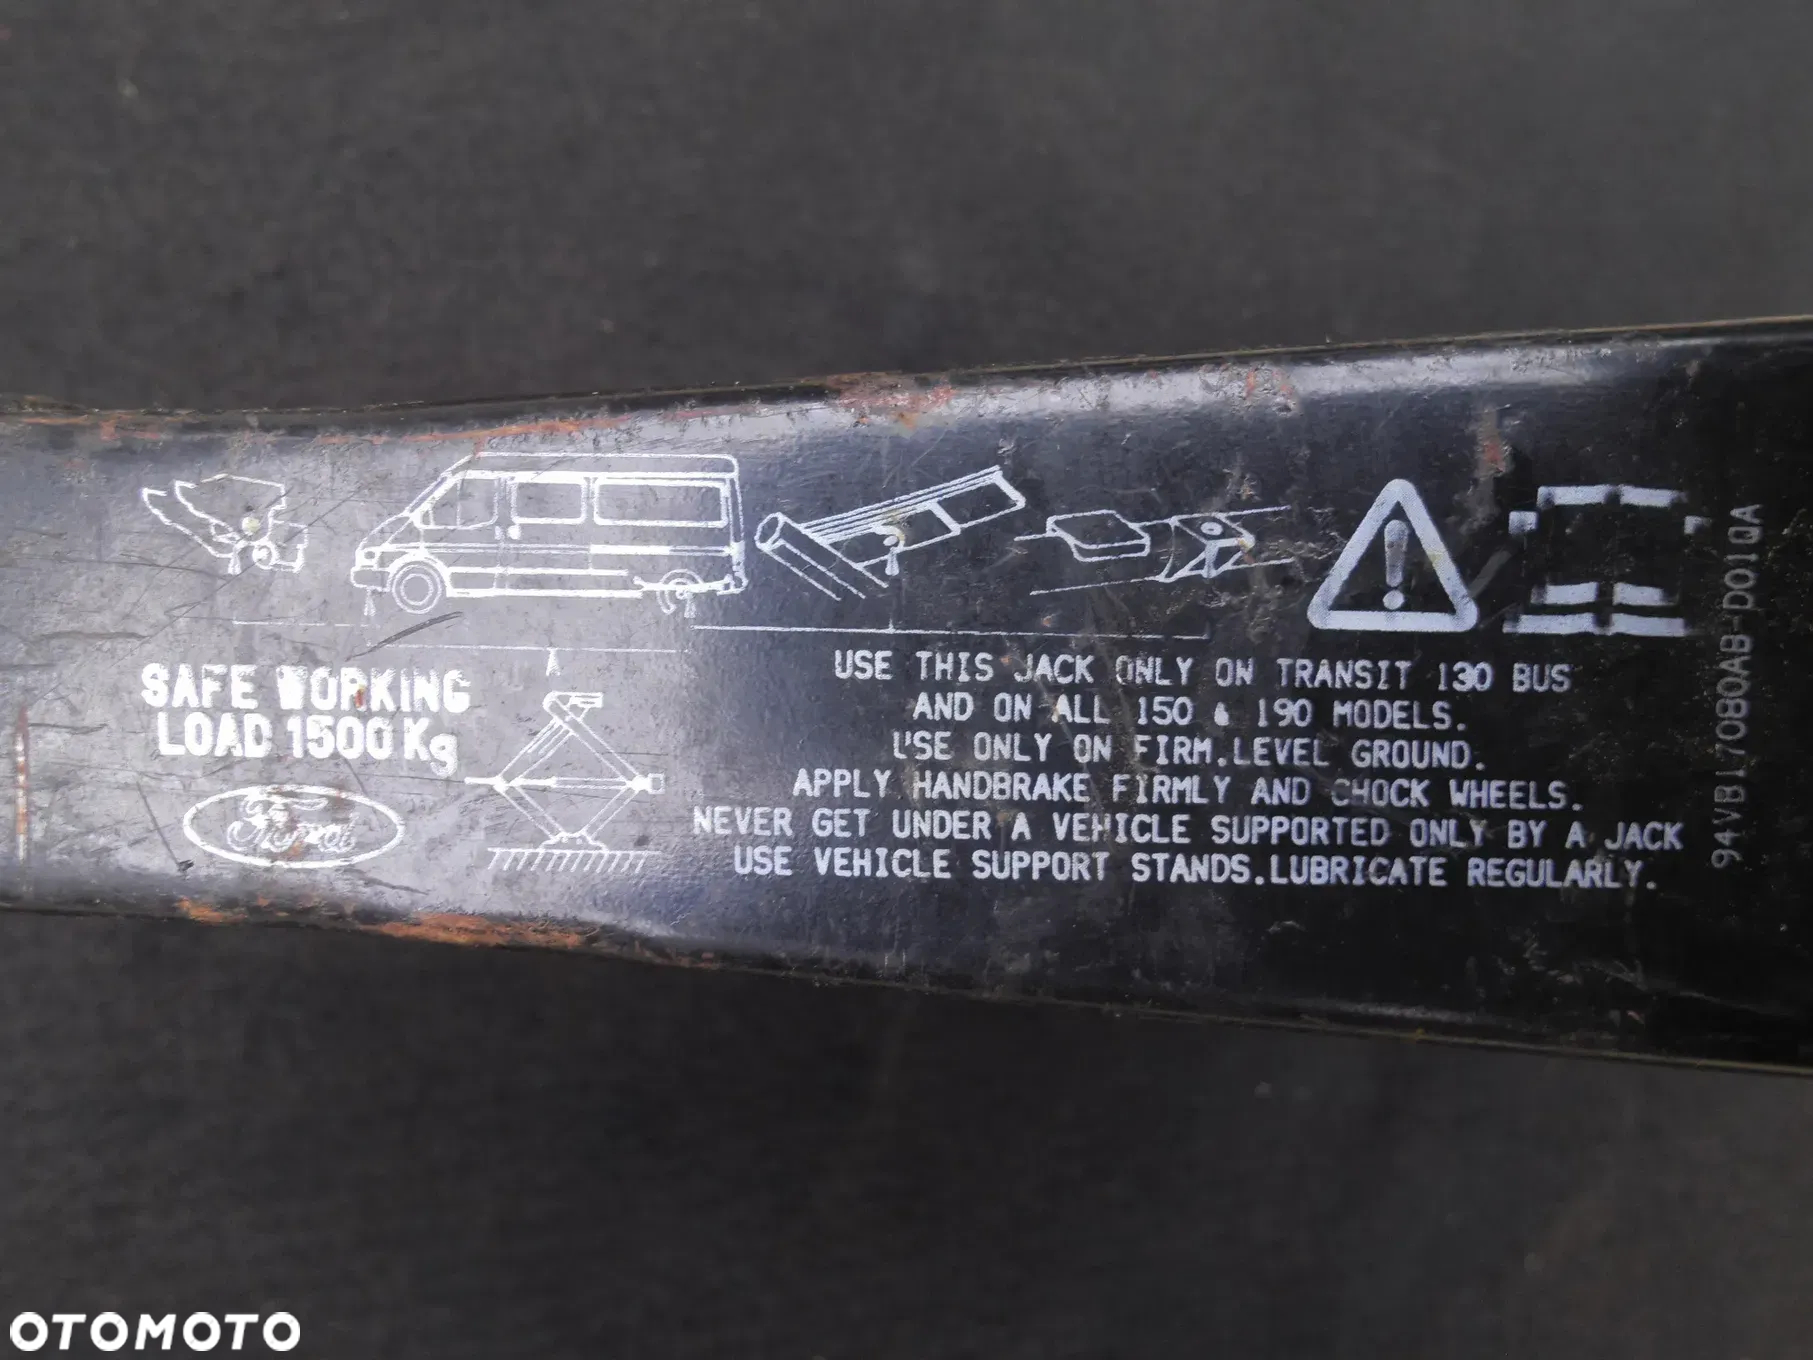 SAFE WORKING
LOAD 1500Kg
Ford
USE THIS JACK ONLY ON TRANSIT 130 BUS
AND ON ALL 150 & 190 MODELS.
USE ONLY ON FIRM.LEVEL GROUND.
APPLY HANDBRAKE FIRMLY AND CHOCK WHEELS.
NEVER GET UNDER A VEHICLE SUPPORTED ONLY BY A JACK
USE VEHICLE SUPPORT STANDS.LUBRICATE REGULARLY.
94VB17080AB-D01QA
OTOMOTO